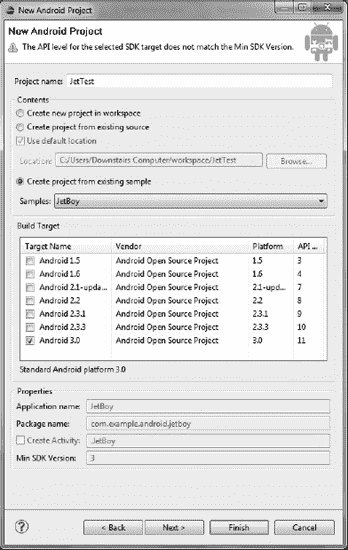 New Android Project
New Android Project
The API level for the selected SDK target does not match the Min SDK Version.
Project name: JetTest
Contents
Create new project in workspace
Create project from existing source
Use default location
Location: C:/Users/Downstairs Computer/workspace/JetTest Browse...
Create project from existing sample
Samples: JetBoy
Build Target
Target Name Vendor Platform API ...
Android 1.5 Android Open Source Project 1.5 3
Android 1.6 Android Open Source Project 1.6 4
Android 2.1-upda... Android Open Source Project 2.1-upd... 7
Android 2.2 Android Open Source Project 2.2 8
Android 2.3.1 Android Open Source Project 2.3.1 9
Android 2.3.3 Android Open Source Project 2.3.3 10
Android 3.0 Android Open Source Project 3.0 11
Standard Android platform 3.0
Properties
Application name: JetBoy
Package name: com.example.android.jetboy
Create Activity: JetBoy
Min SDK Version: 3
? < Back Next > Finish Cancel